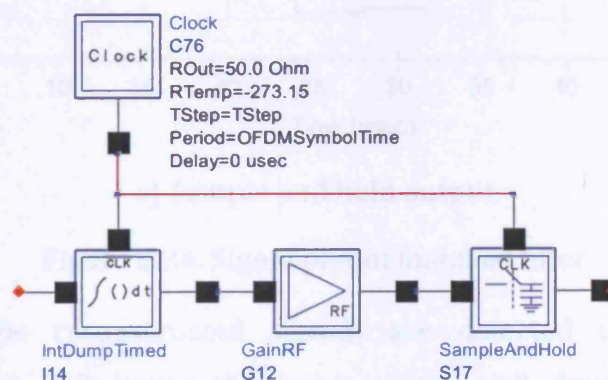 Clock
C76
Clock
ROut=50.0 Ohm
RTemp=-273.15
TStep=TStep
Period=OFDMSymbolTime
Delay=0 usec
CLK
∫()dt
RF
CLK
IntDumpTimed
I14
GainRF
G12
SampleAndHold
S17